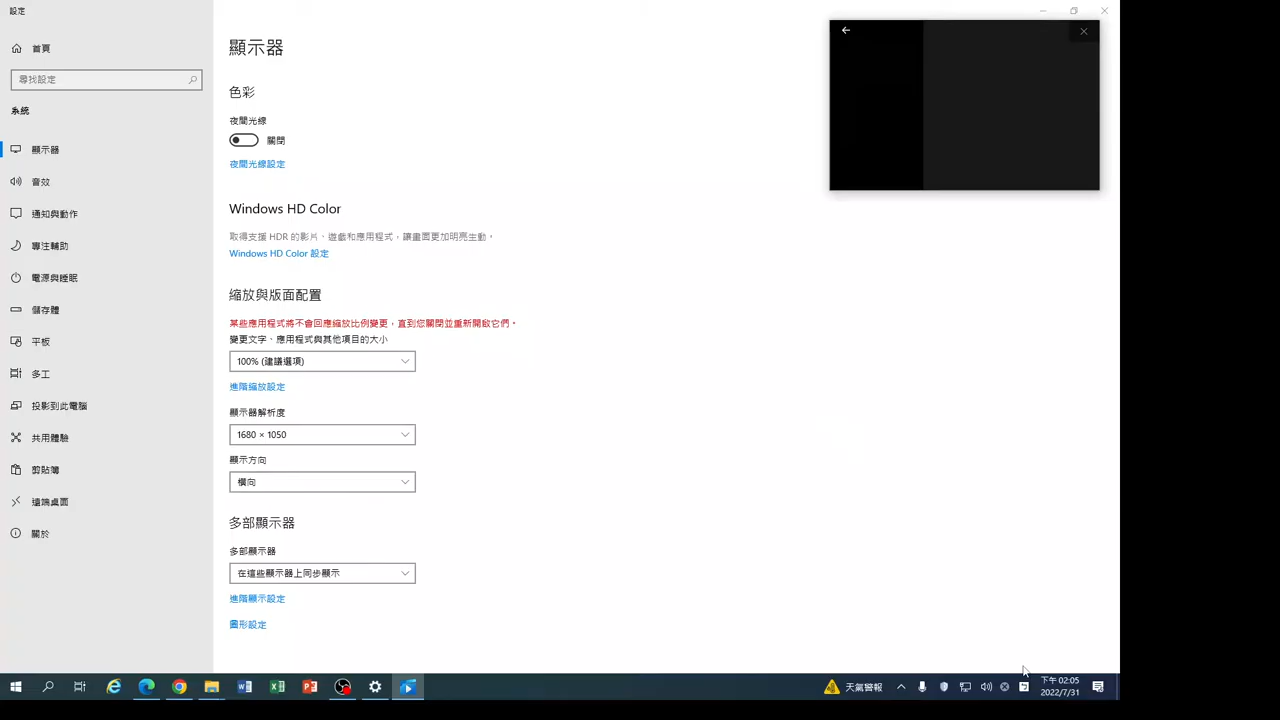 設定
首頁
尋找設定
系統
顯示器
音效
通知與動作
專注輔助
電源與睡眠
儲存體
平板
多工
投影到此電腦
共用體驗
剪貼簿
遠端桌面
關於
顯示器
色彩
夜間光線
關閉
夜間光線設定
Windows HD Color
取得支援 HDR 的影片、遊戲和應用程式，讓畫面更加明亮生動。
Windows HD Color 設定
縮放與版面配置
某些應用程式將不會回應縮放比例變更，直到您關閉並重新開啟它們。
變更文字、應用程式與其他項目的大小
100% (建議選項)
進階縮放設定
顯示器解析度
1680 × 1050
顯示方向
橫向
多部顯示器
多部顯示器
在這些顯示器上同步顯示
進階顯示設定
圖形設定
天氣警報
下午 02:05
2022/7/31